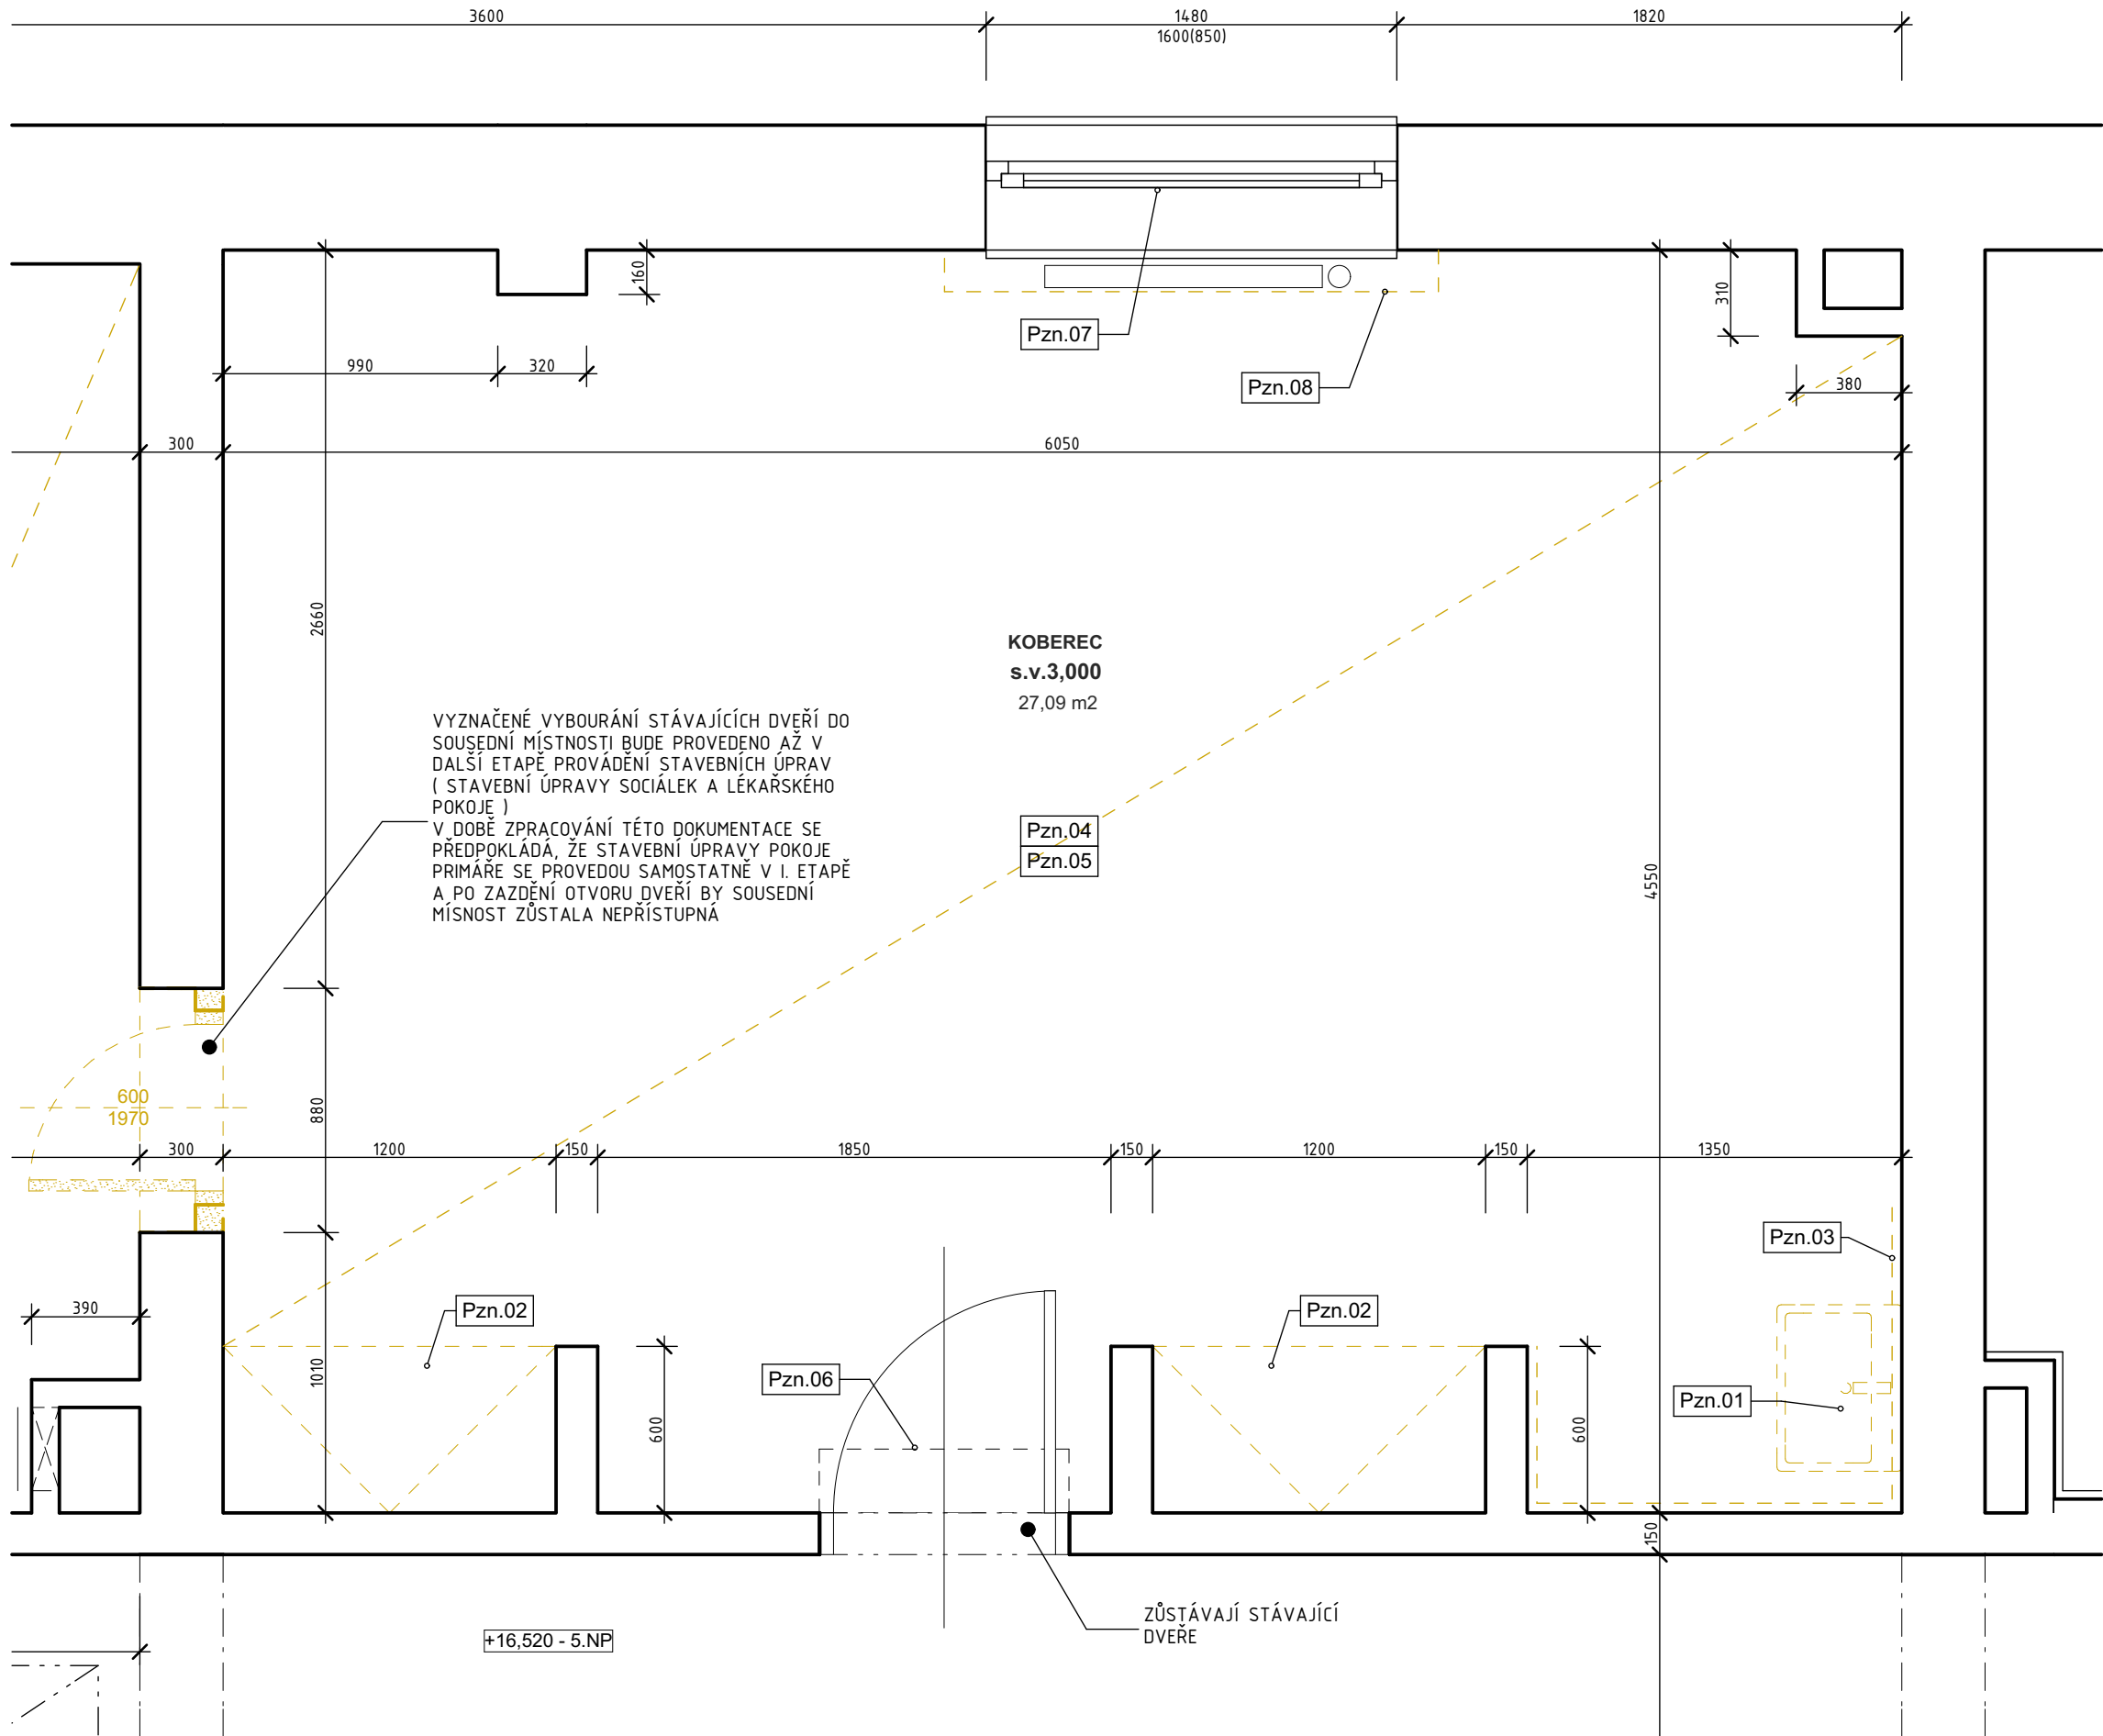 3600
1480
1600(850)
1820
160
310
Pzn.07
Pzn.08
990
320
380
300
6050
2660
KOBEREC
s.v.3,000
27,09 m2
VYZNAČENÉ VYBOURÁNÍ STÁVAJÍCÍCH DVEŘÍ DO
SOUSEDNÍ MÍSTNOSTI BUDE PROVEDENO AŽ V
DALŠÍ ETAPĚ PROVÁDĚNÍ STAVEBNÍCH ÚPRAV
( STAVEBNÍ ÚPRAVY SOCIÁLEK A LÉKAŘSKÉHO
POKOJE )
V DOBĚ ZPRACOVÁNÍ TÉTO DOKUMENTACE SE
PŘEDPOKLÁDÁ, ŽE STAVEBNÍ ÚPRAVY POKOJE
PRIMÁŘE SE PROVEDOU SAMOSTATNĚ V I. ETAPĚ
A PO ZAZDĚNÍ OTVORU DVEŘÍ BY SOUSEDNÍ
MÍSNOST ZŮSTALA NEPŘÍSTUPNÁ
Pzn.04
Pzn.05
4550
600
1970
880
300
1200
150
1850
150
1200
150
1350
Pzn.03
390
Pzn.02
Pzn.02
1010
Pzn.06
600
600
Pzn.01
150
ZŮSTÁVAJÍ STÁVAJÍCÍ
DVEŘE
+16,520 - 5.NP